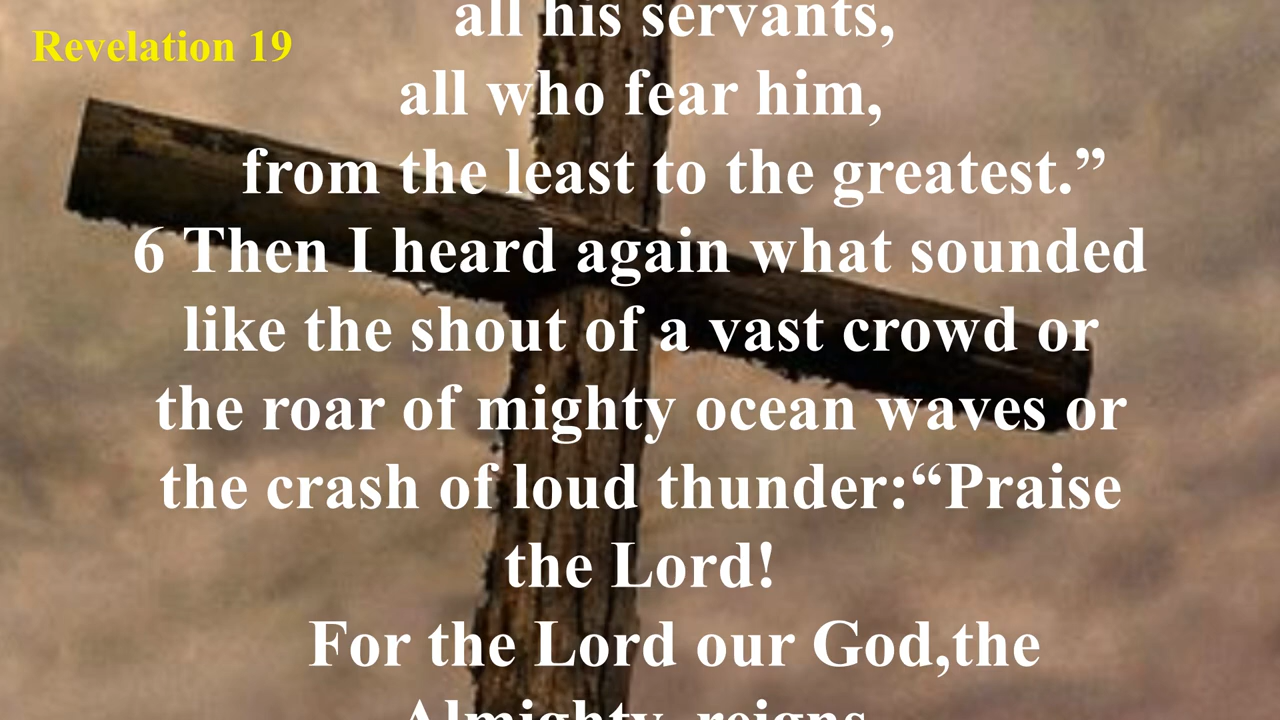 Revelation 19
all his servants,
all who fear him,
from the least to the greatest.”
6 Then I heard again what sounded
like the shout of a vast crowd or
the roar of mighty ocean waves or
the crash of loud thunder:“Praise
the Lord!
For the Lord our God,the
Almighty, reigns.